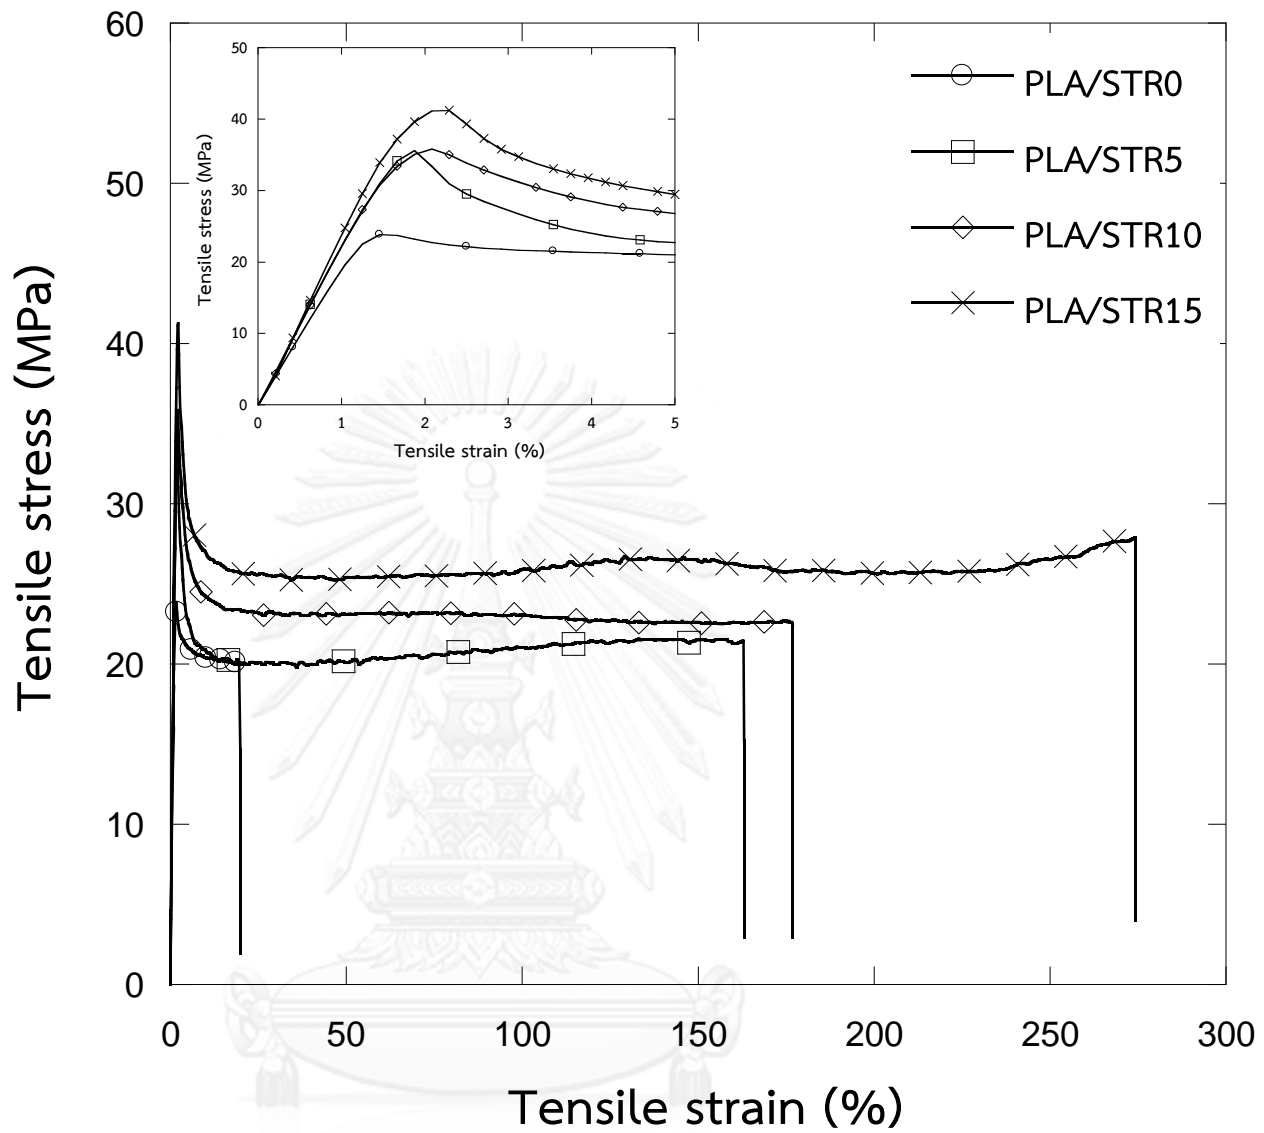 60
50
40
30
20
10
0
Tensile stress (MPa)
0 50 100 150 200 250 300
Tensile strain (%)
PLA/STR0
PLA/STR5
PLA/STR10
PLA/STR15
50
40
30
20
10
0
Tensile stress (MPa)
0 1 2 3 4 5
Tensile strain (%)